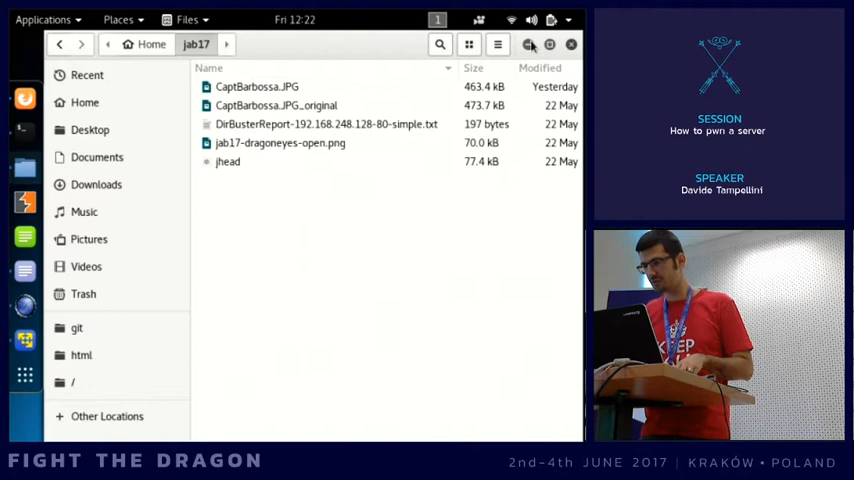 Applications Places Files Fri 12:22 1
Home jab17
Name Size Modified
Recent
Home
Desktop
Documents
Downloads
Music
Pictures
Videos
Trash
git
html
/
+ Other Locations
CaptBarbossa.JPG 463.4 kB Yesterday
CaptBarbossa.JPG_original 473.7 kB 22 May
DirBusterReport-192.168.248.128-80-simple.txt 197 bytes 22 May
jab17-dragoneyes-open.png 70.0 kB 22 May
jhead 77.4 kB 22 May
SESSION
How to pwn a server
SPEAKER
Davide Tampellini
KEEP
FIGHT THE DRAGON
2nd-4th JUNE 2017 | KRAKÓW • POLAND